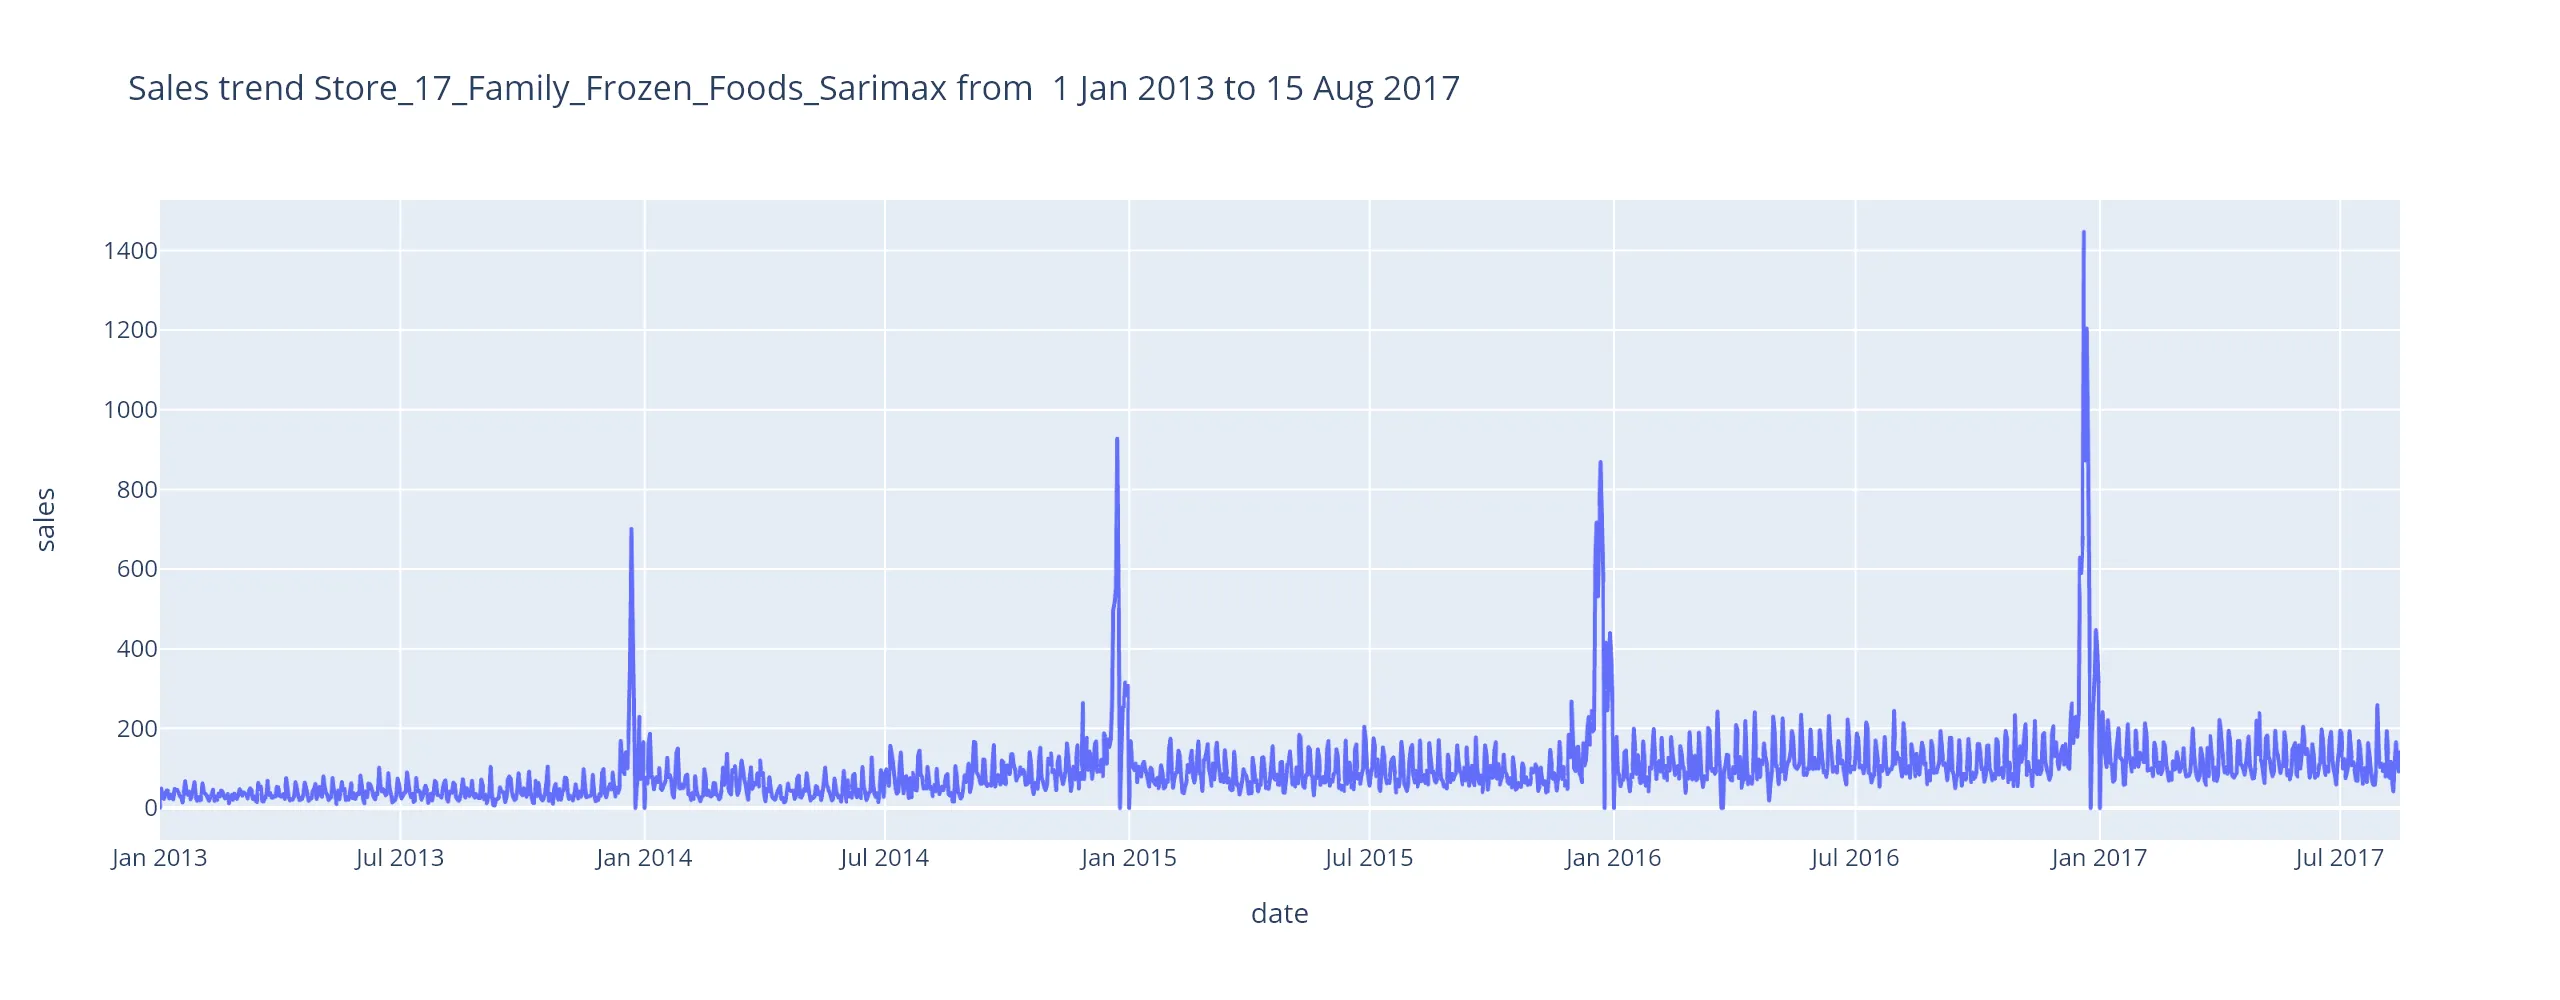 Sales trend Store_17_Family_Frozen_Foods_Sarimax from  1 Jan 2013 to 15 Aug 2017
1400
1200
1000
800
600
400
200
0
sales
Jan 2013
Jul 2013
Jan 2014
Jul 2014
Jan 2015
Jul 2015
Jan 2016
Jul 2016
Jan 2017
Jul 2017
date